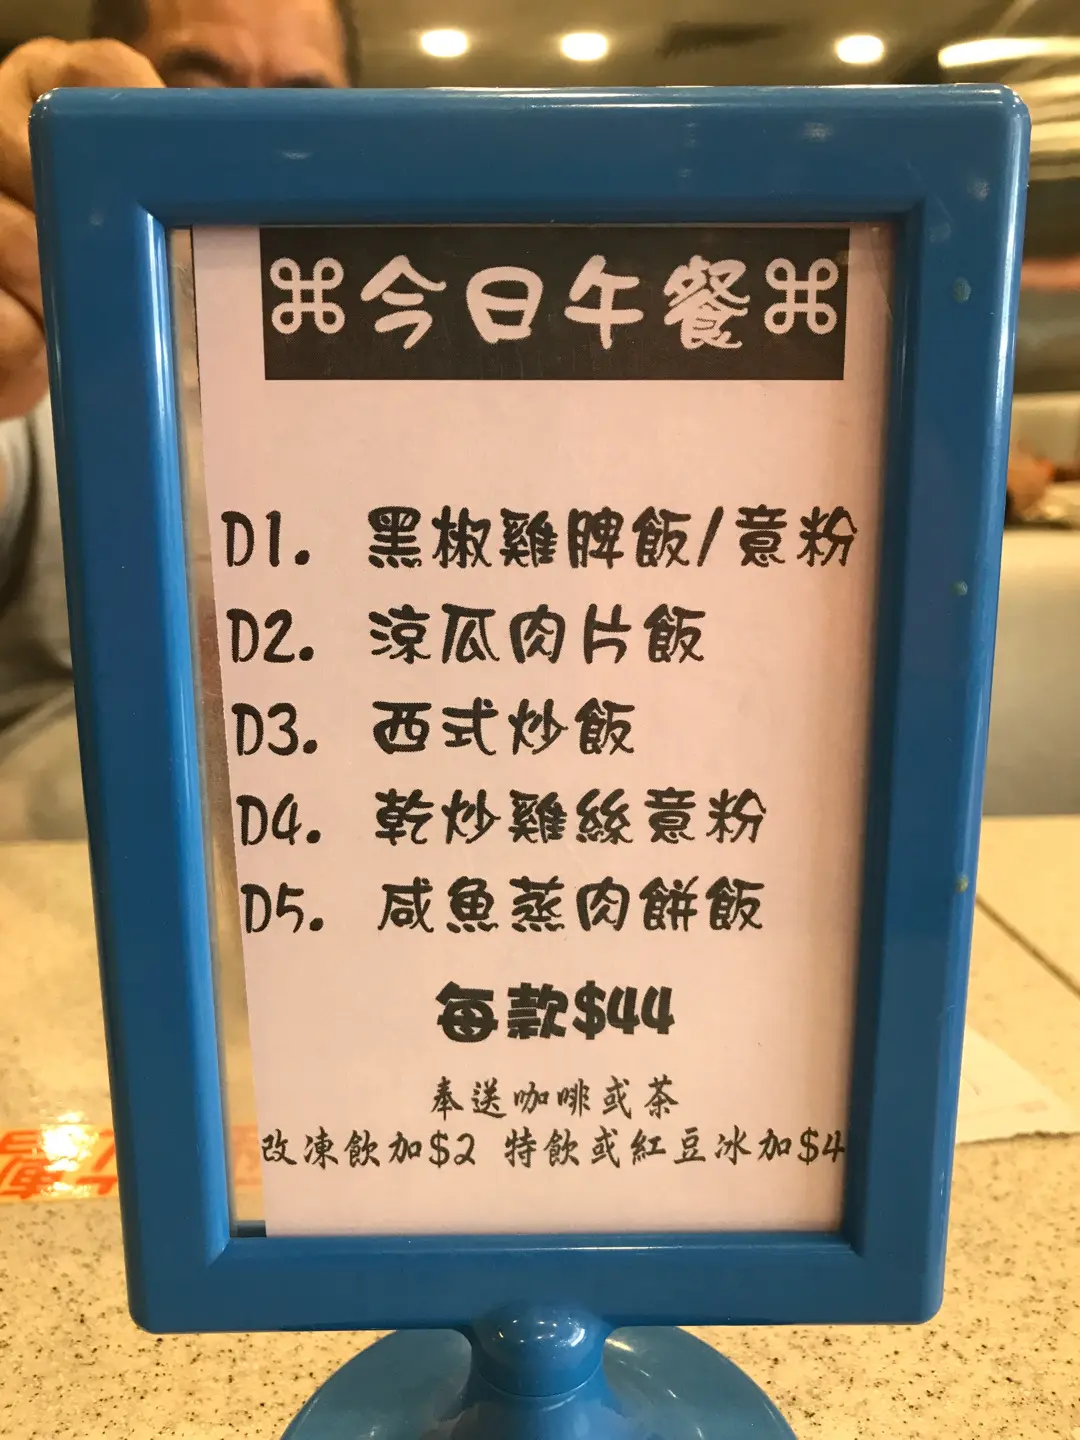 ⌘今日午餐⌘
D1. 黑椒雞脾飯/意粉
D2. 涼瓜肉片飯
D3. 西式炒飯
D4. 乾炒雞絲意粉
D5. 咸魚蒸肉餅飯
每款$44
奉送咖啡或茶
改凍飲加$2 特飲或紅豆冰加$4